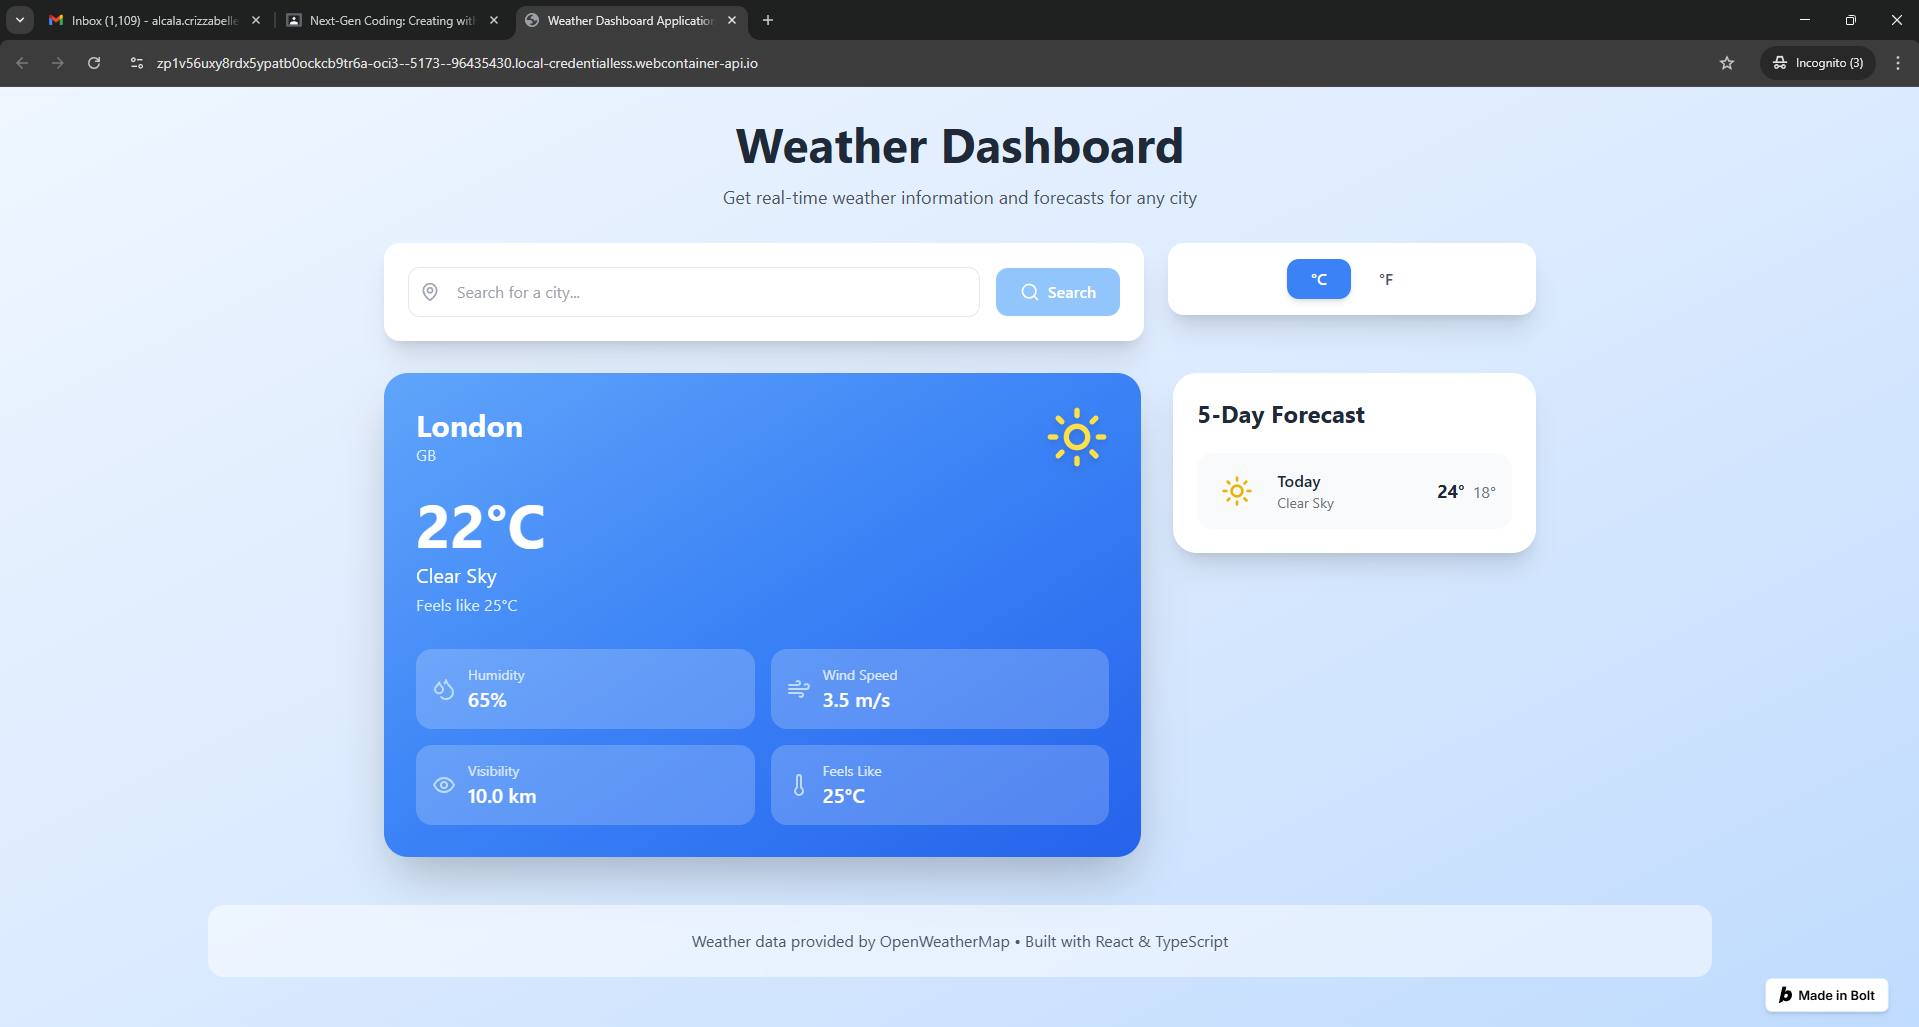 Inbox (1,109) - alcala.crizzabelle
Next-Gen Coding: Creating with
Weather Dashboard Application
zp1v56uxy8rdx5ypatb0ockcb9tr6a-oci3--5173--96435430.local-credentialless.webcontainer-api.io
Incognito (3)
Weather Dashboard
Get real-time weather information and forecasts for any city
Search for a city...
Search
°C
°F
London
GB
22°C
Clear Sky
Feels like 25°C
Humidity
65%
Wind Speed
3.5 m/s
Visibility
10.0 km
Feels Like
25°C
5-Day Forecast
Today
Clear Sky
24° 18°
Weather data provided by OpenWeatherMap • Built with React & TypeScript
b Made in Bolt